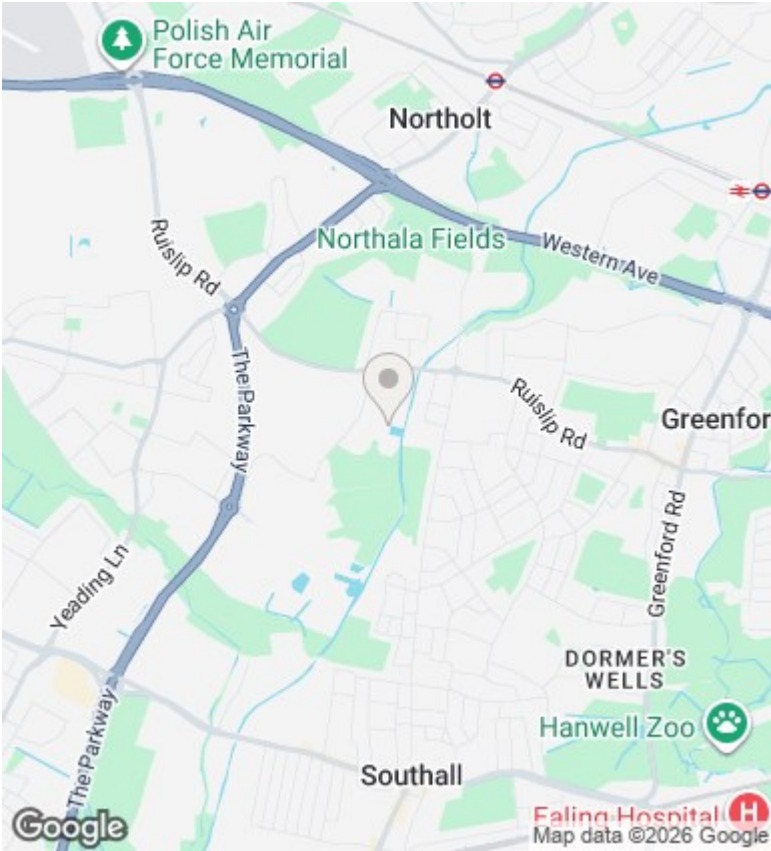 Polish Air
Force Memorial
Northolt
Ruislip Rd
Northala Fields
Western Ave
The Parkway
Ruislip Rd
Greenfor
Yeading Ln
Greenford Rd
DORMER'S
WELLS
Hanwell Zoo
The Parkway
Southall
Ealing Hospital
H
Google
Map data ©2026 Google